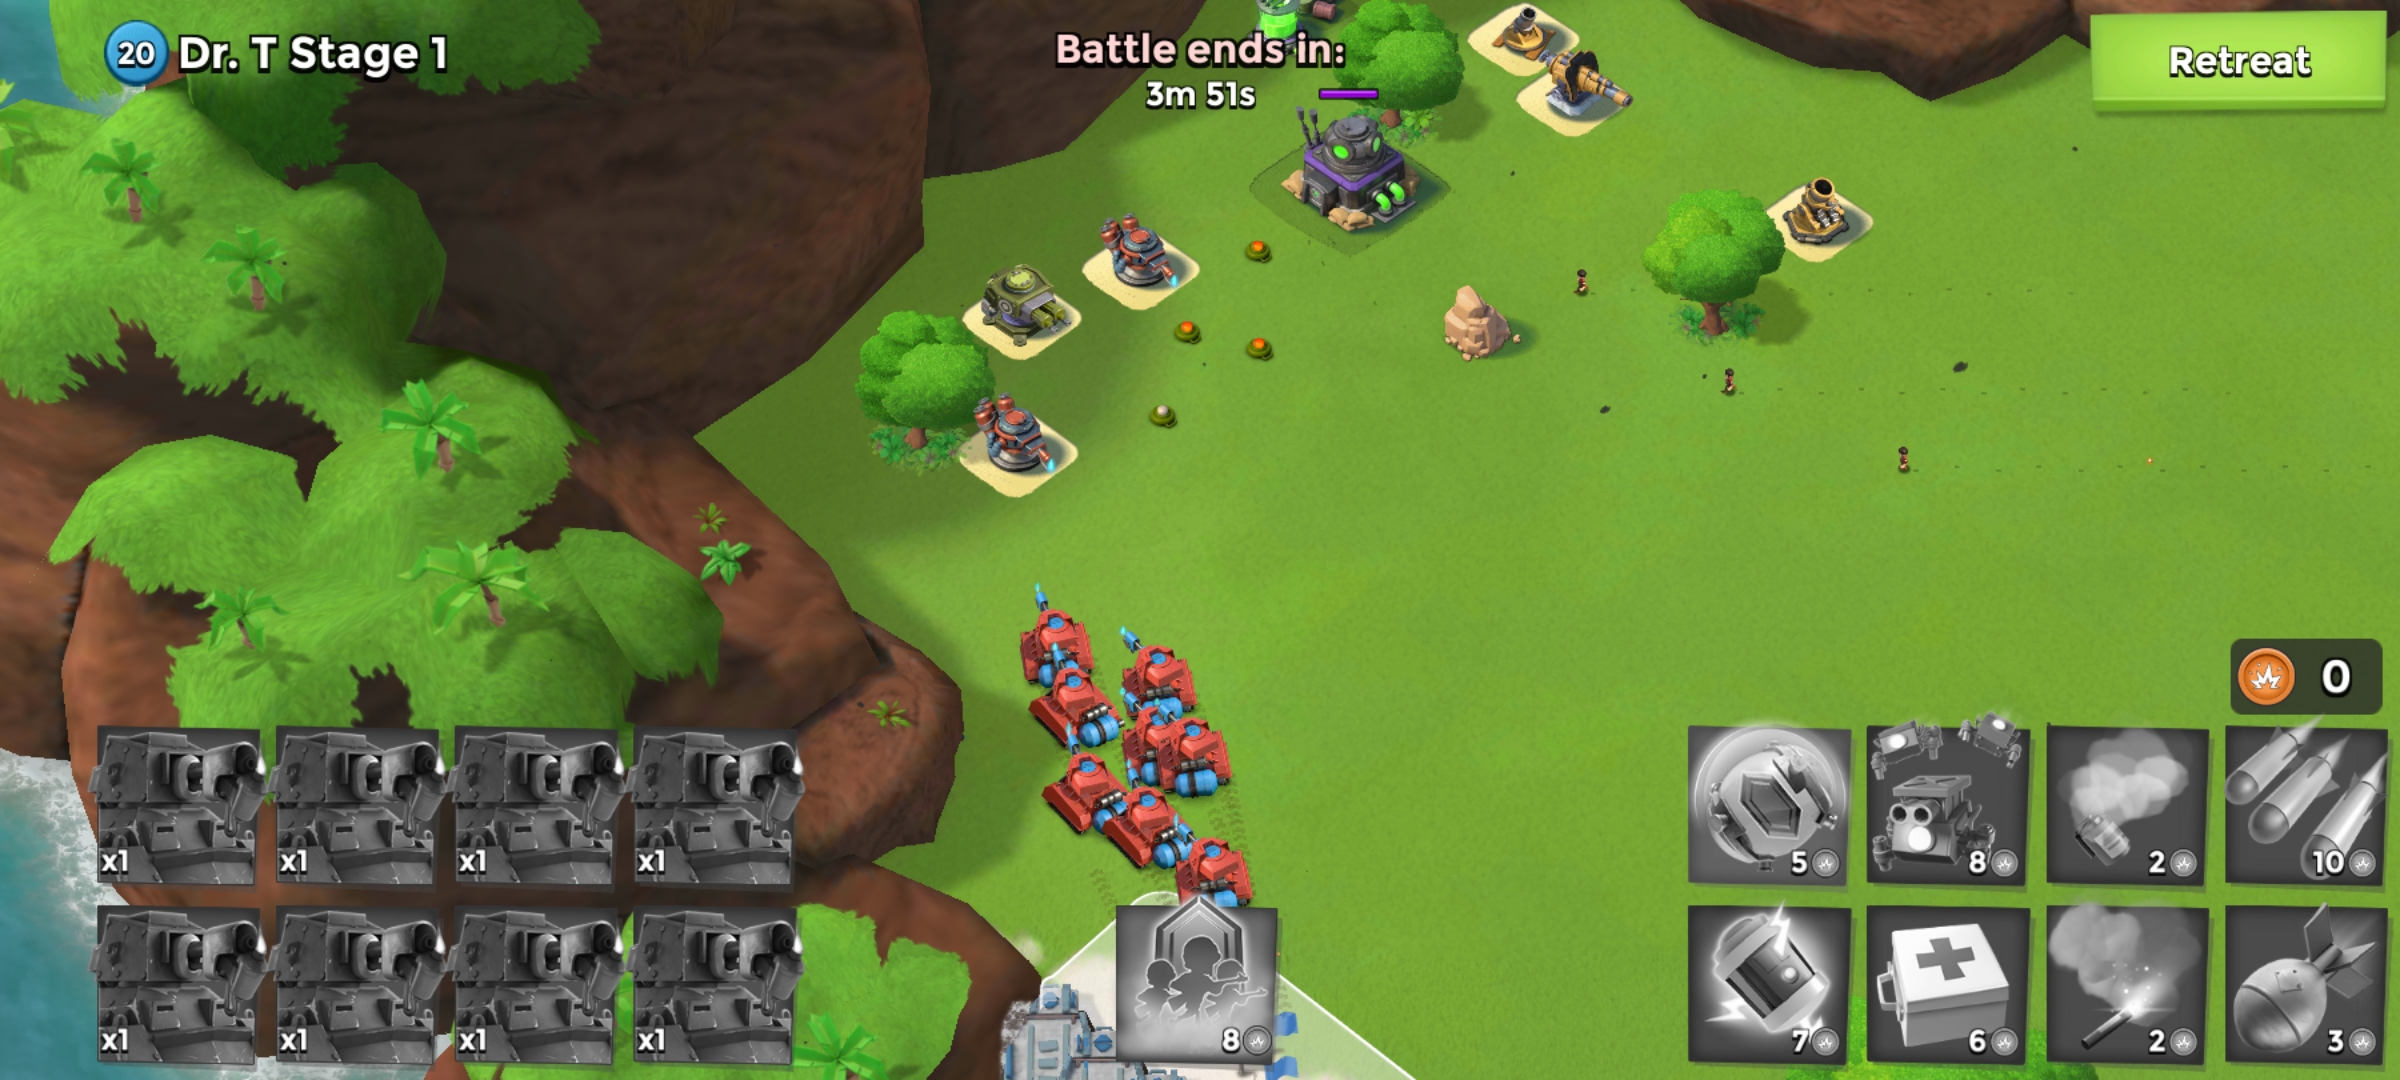 20 Dr. T Stage 1
Battle ends in:
3m 51s
Retreat
0
x1 x1 x1 x1
5 8 2 10
x1 x1 x1 x1
8
7 6 2 3